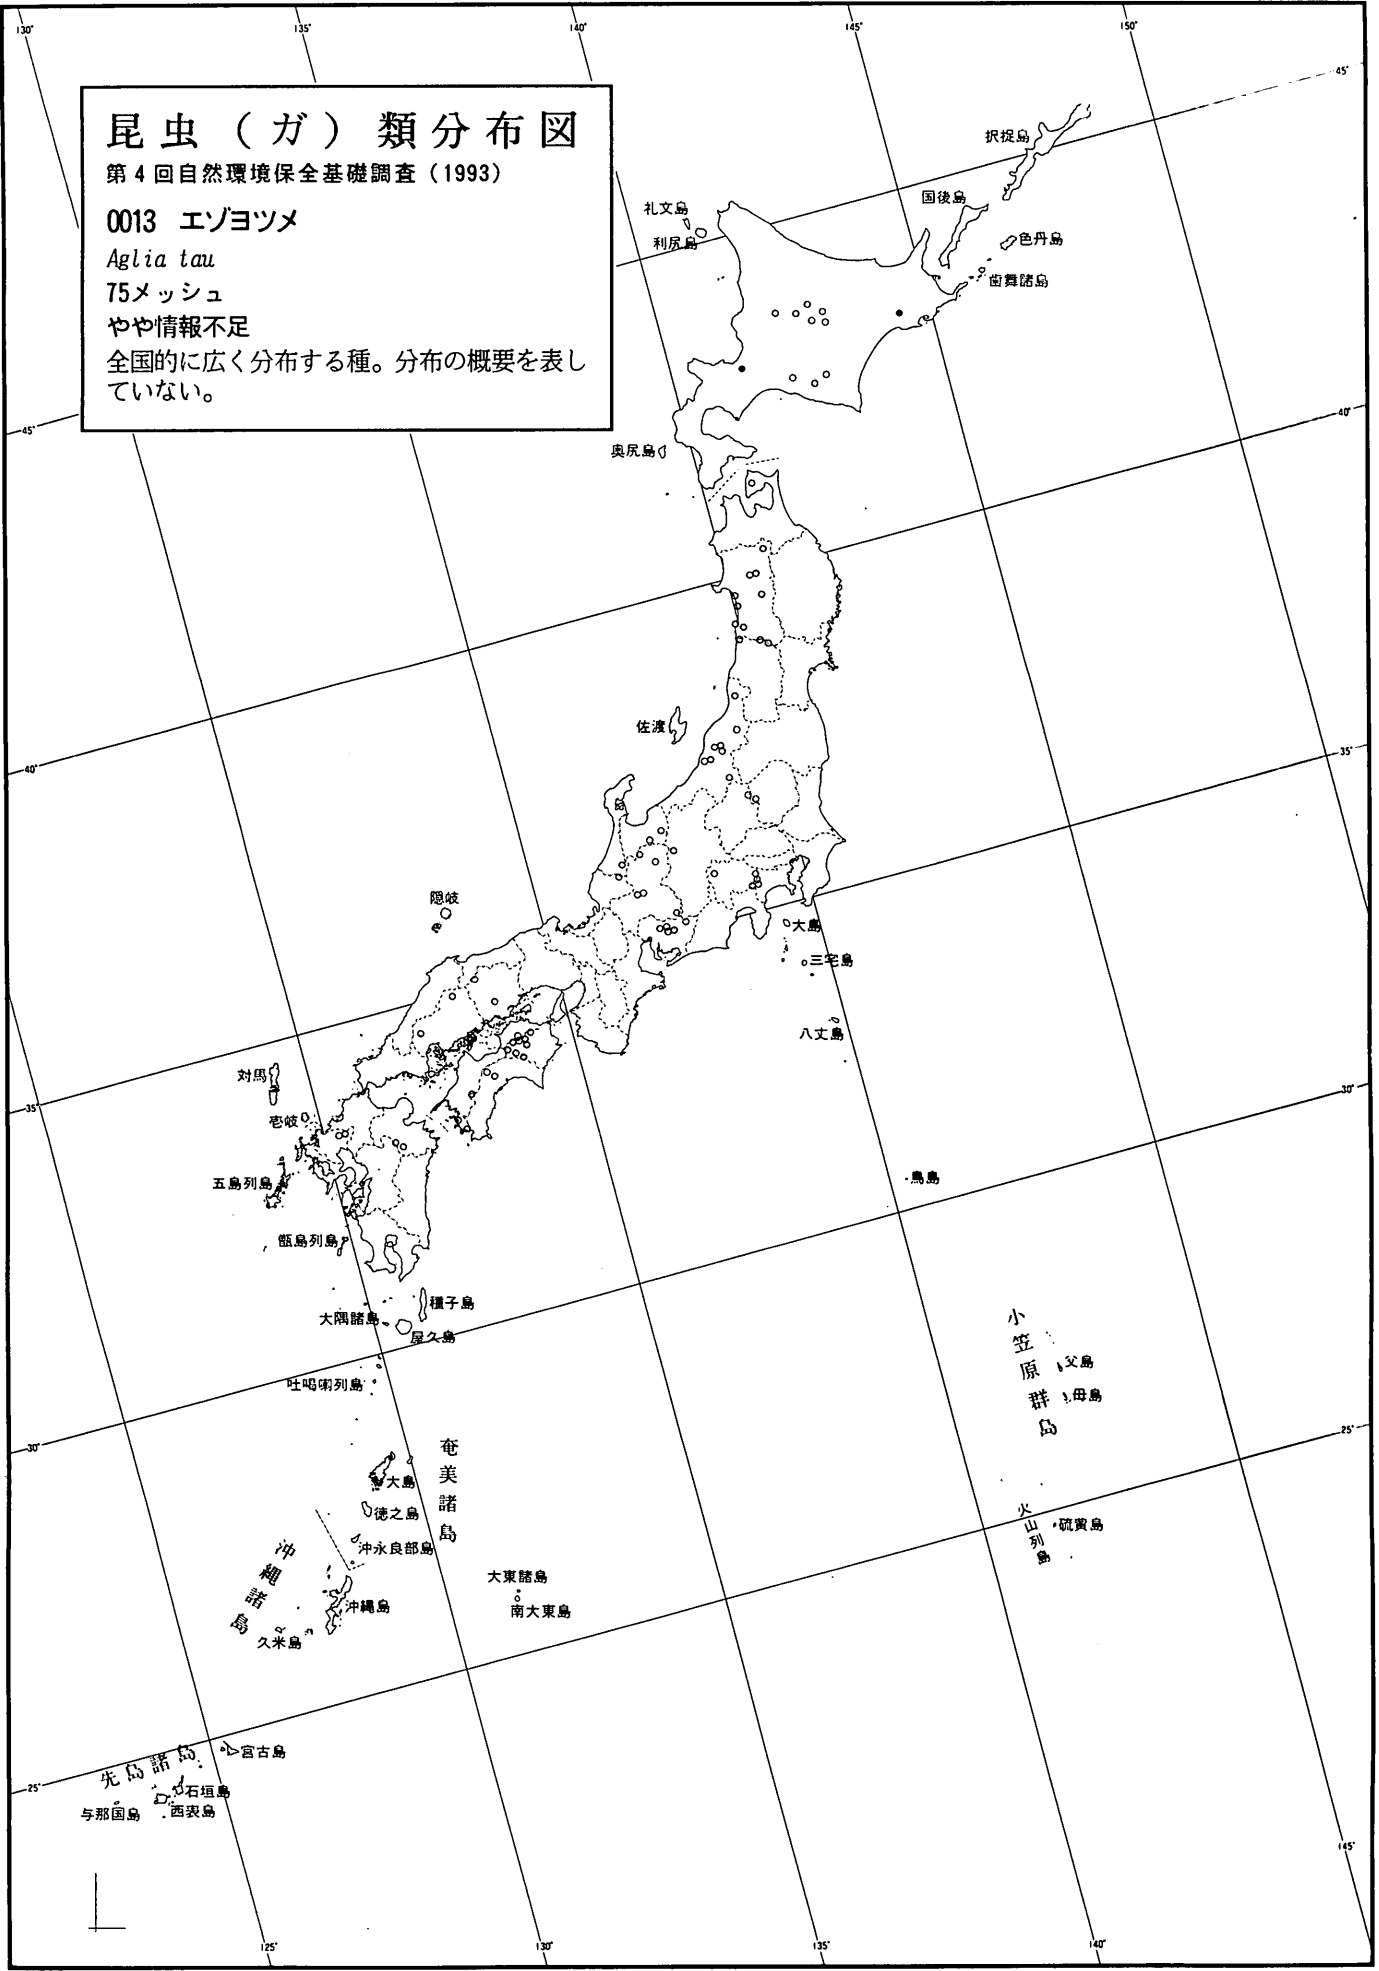 130°
135°
140°
145°
150°
昆虫（ガ）類分布図
第4回自然環境保全基礎調査（1993）
0013 エゾヨツメ
Aglia tau
75メッシュ
やや情報不足
全国的に広く分布する種。分布の概要を表し
ていない。
45°
択捉島
国後島
色丹島
歯舞諸島
礼文島
利尻島
奥尻島
40°
45°
佐渡
35°
40°
隠岐
大島
三宅島
八丈島
対馬
壱岐
五島列島
甑島列島
30°
35°
鳥島
種子島
大隅諸島
屋久島
吐噶喇列島
小笠原群島
父島
母島
25°
30°
奄美諸島
大島
徳之島
沖永良部島
沖縄諸島
沖縄島
久米島
大東諸島
南大東島
火山列島
硫黄島
先島諸島
宮古島
石垣島
西表島
与那国島
25°
145°
125°
130°
135°
140°